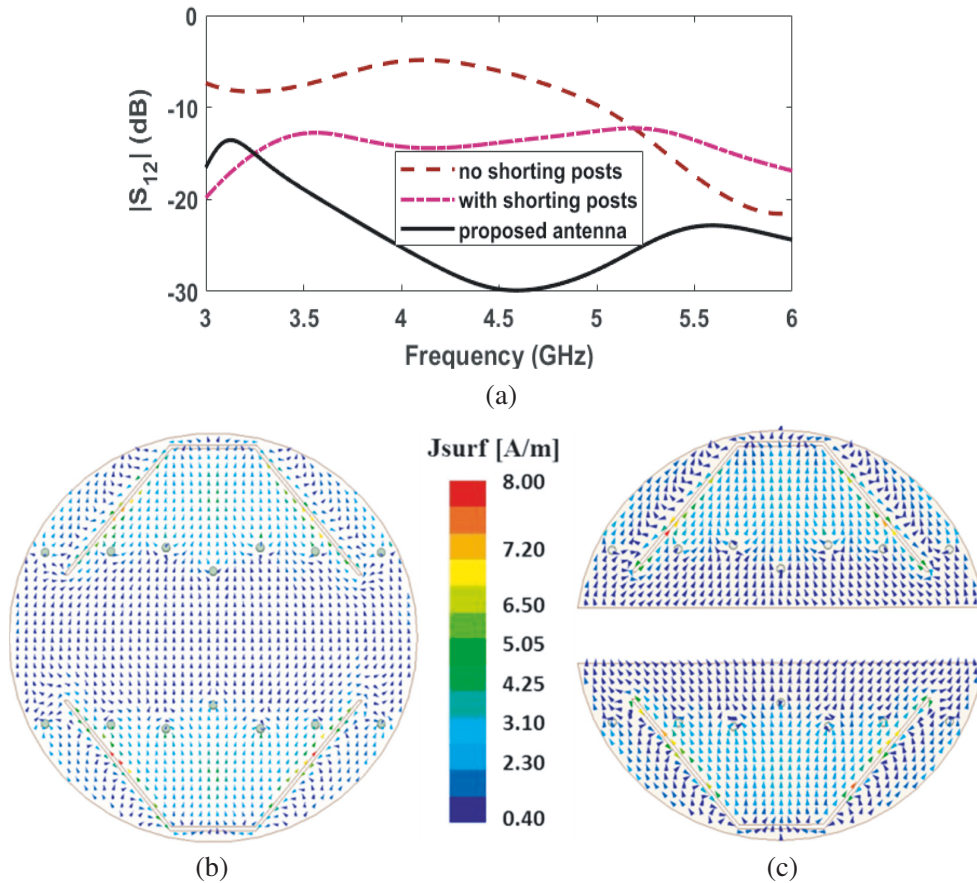 0
-10
-20
-30
|S12| (dB)
no shorting posts
with shorting posts
proposed antenna
3
3.5
4
4.5
5
5.5
6
Frequency (GHz)
(a)
Jsurf [A/m]
8.00
7.20
6.50
5.05
4.25
3.10
2.30
0.40
(b)
(c)